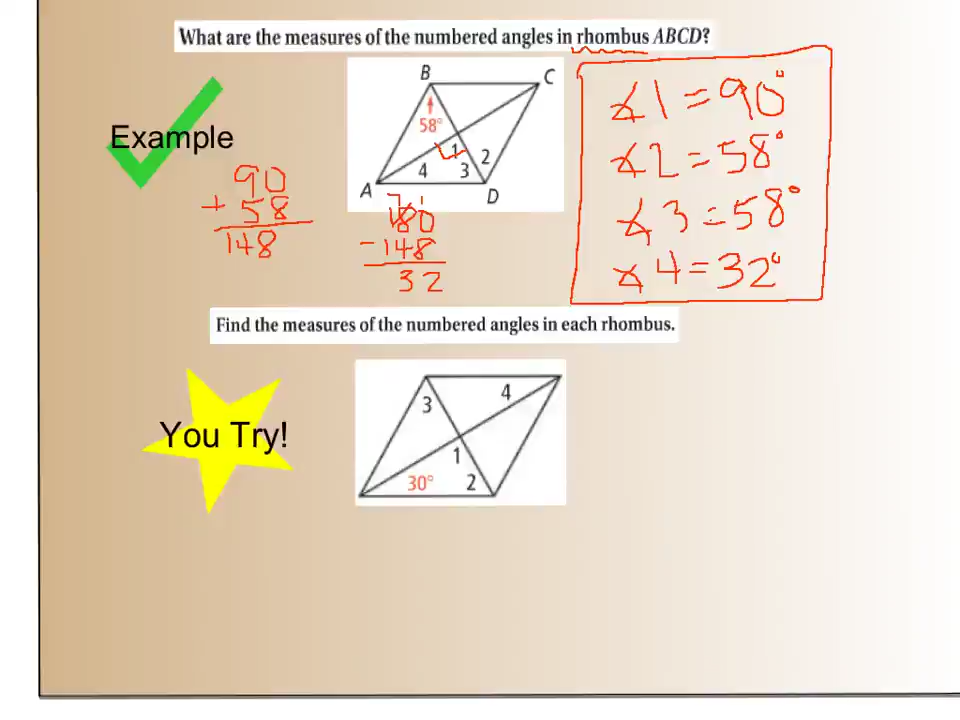 What are the measures of the numbered angles in rhombus ABCD?
Example
B
C
58°
1
2
4
3
A
D
90
+ 58
148
180
7 1
- 148
32
∡1 = 90°
∡2 = 58°
∡3 = 58°
∡4 = 32°
Find the measures of the numbered angles in each rhombus.
You Try!
3
4
1
30°
2